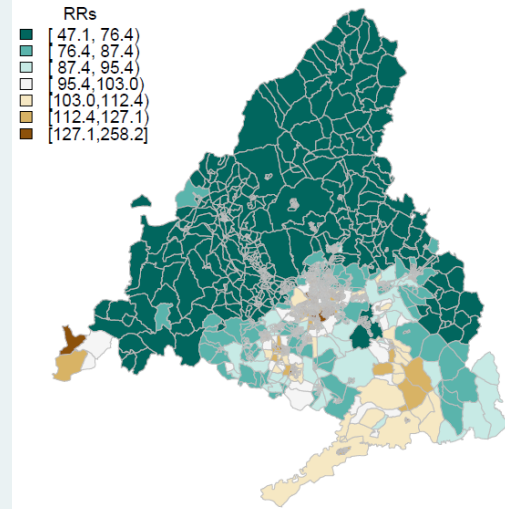 RRs
[ 47.1, 76.4)
[ 76.4, 87.4)
[ 87.4, 95.4)
[ 95.4,103.0)
[103.0,112.4)
[112.4,127.1)
[127.1,258.2]